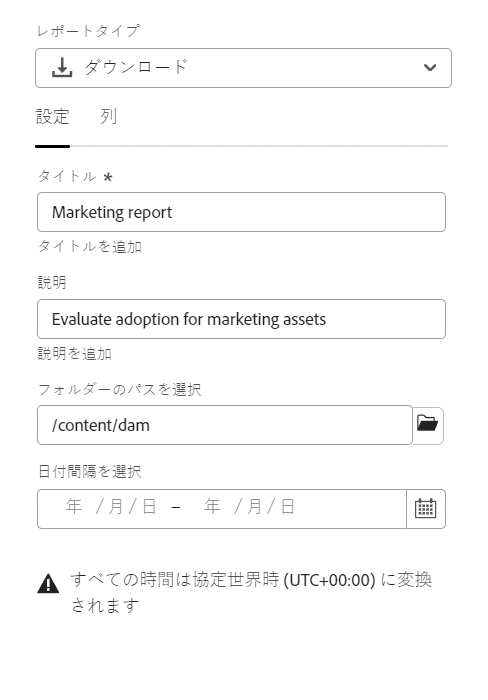 レポートタイプ
ダウンロード
設定 列
タイトル *
Marketing report
タイトルを追加
説明
Evaluate adoption for marketing assets
説明を追加
フォルダーのパスを選択
/content/dam
日付間隔を選択
年 /月/日 – 年 /月/日
すべての時間は協定世界時 (UTC+00:00) に変換
されます